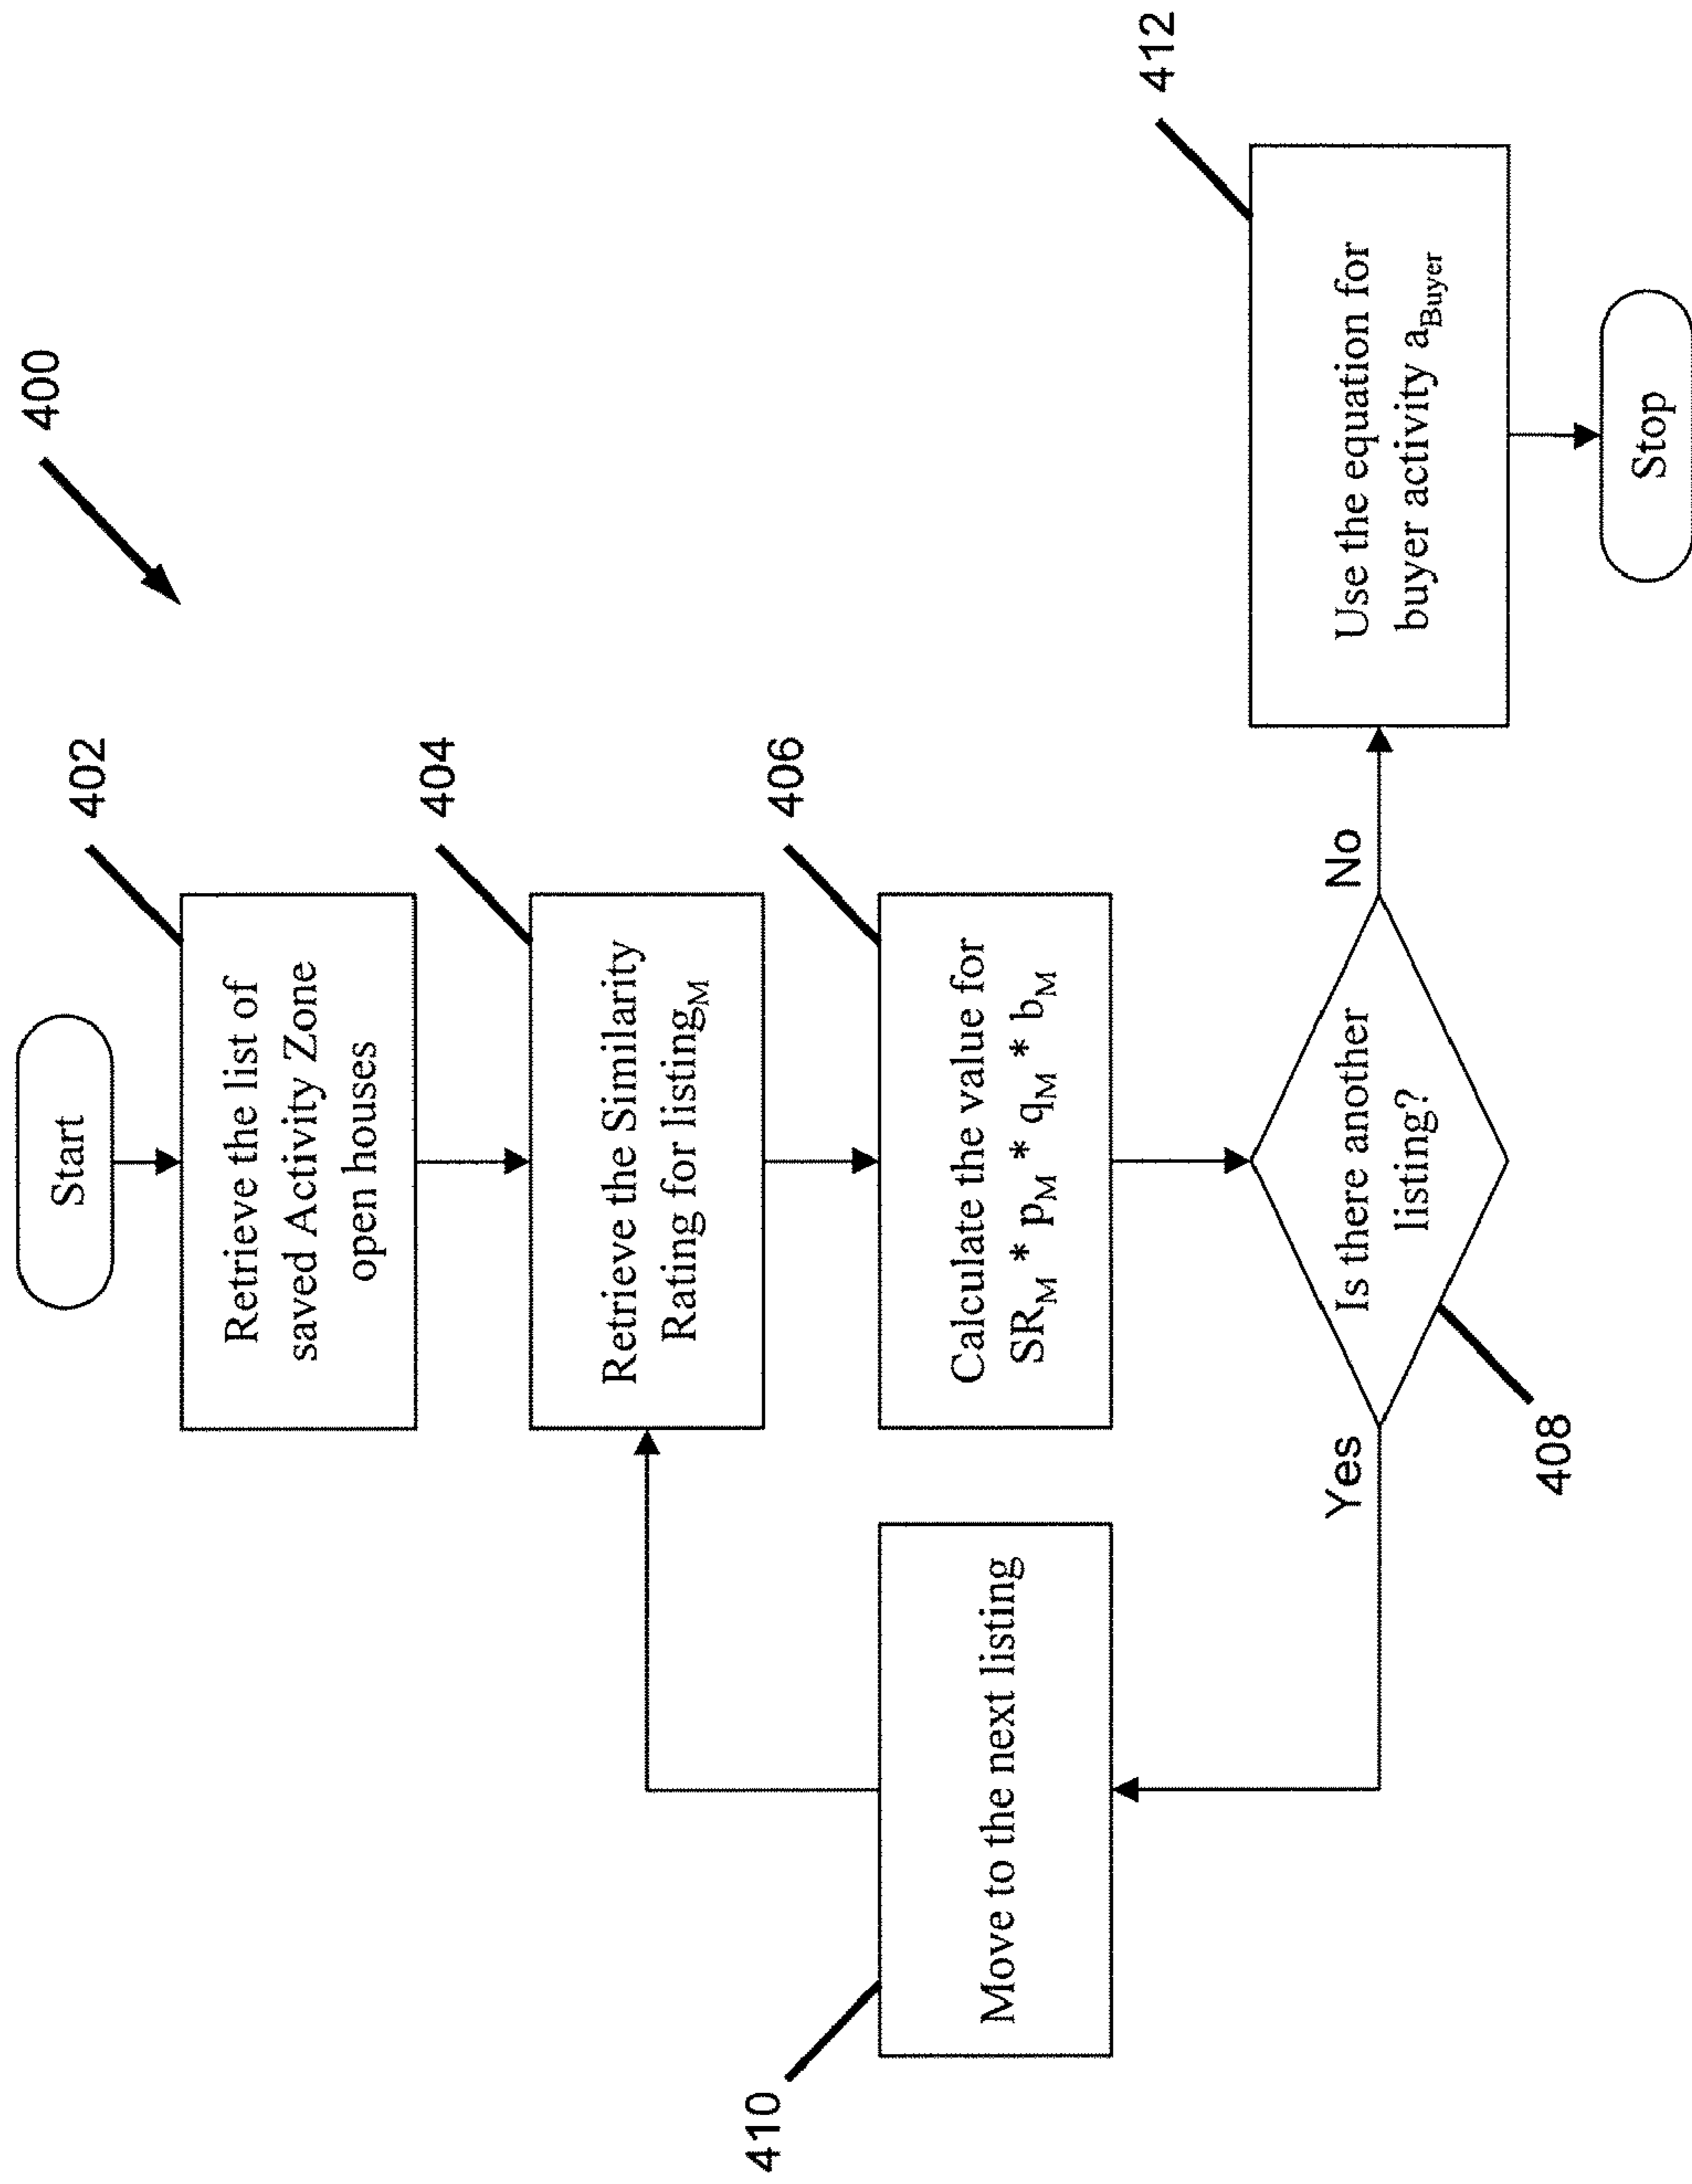 400
Start
402
Retrieve the list of
saved Activity Zone
open houses
404
Retrieve the Similarity
Rating for listing_M
406
Calculate the value for
SR_M * p_M * q_M * b_M
Is there another
listing?
408
Yes
No
410
Move to the next listing
412
Use the equation for
buyer activity a_Buyer
Stop